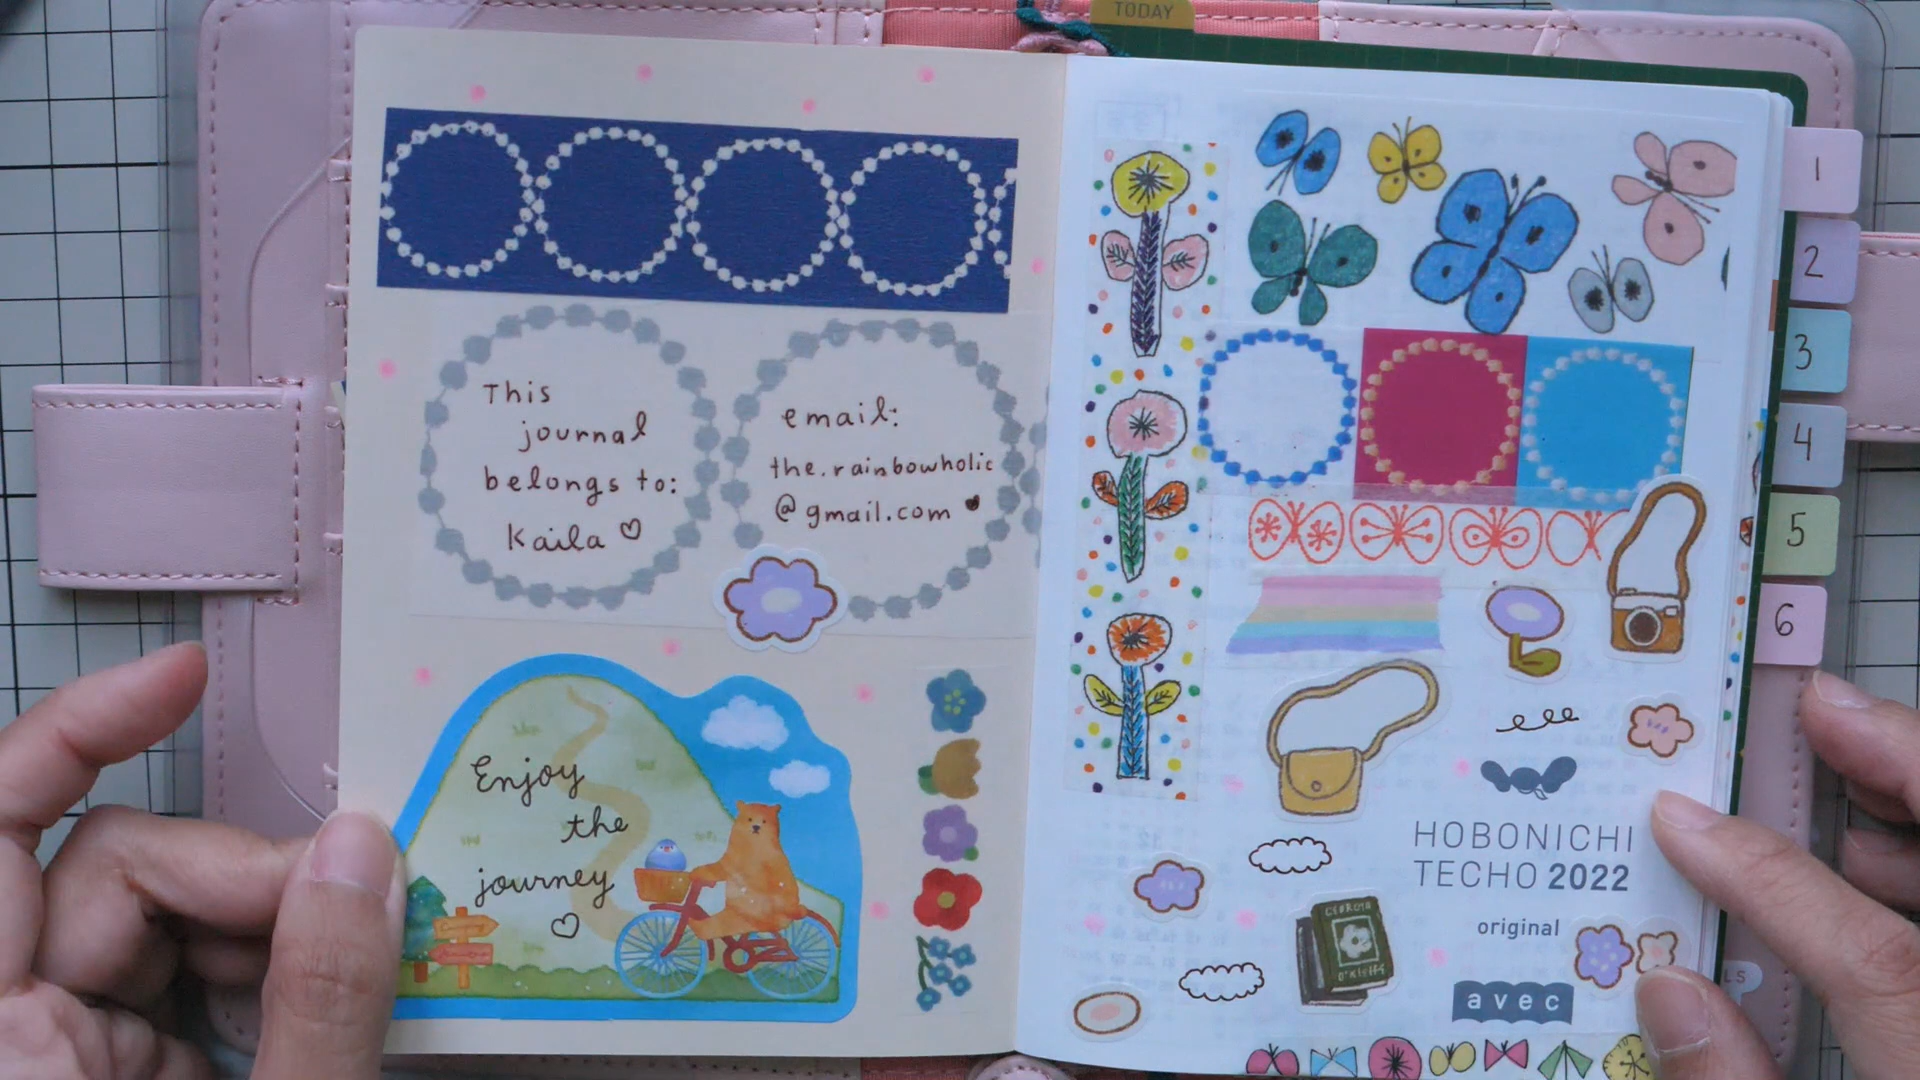 TODAY
This
journal
belongs to:
Kaila
email:
the.rainbowholic
@gmail.com
Enjoy
the
journey
HOBONICHI
TECHO 2022
original
avec
1
2
3
4
5
6
LS